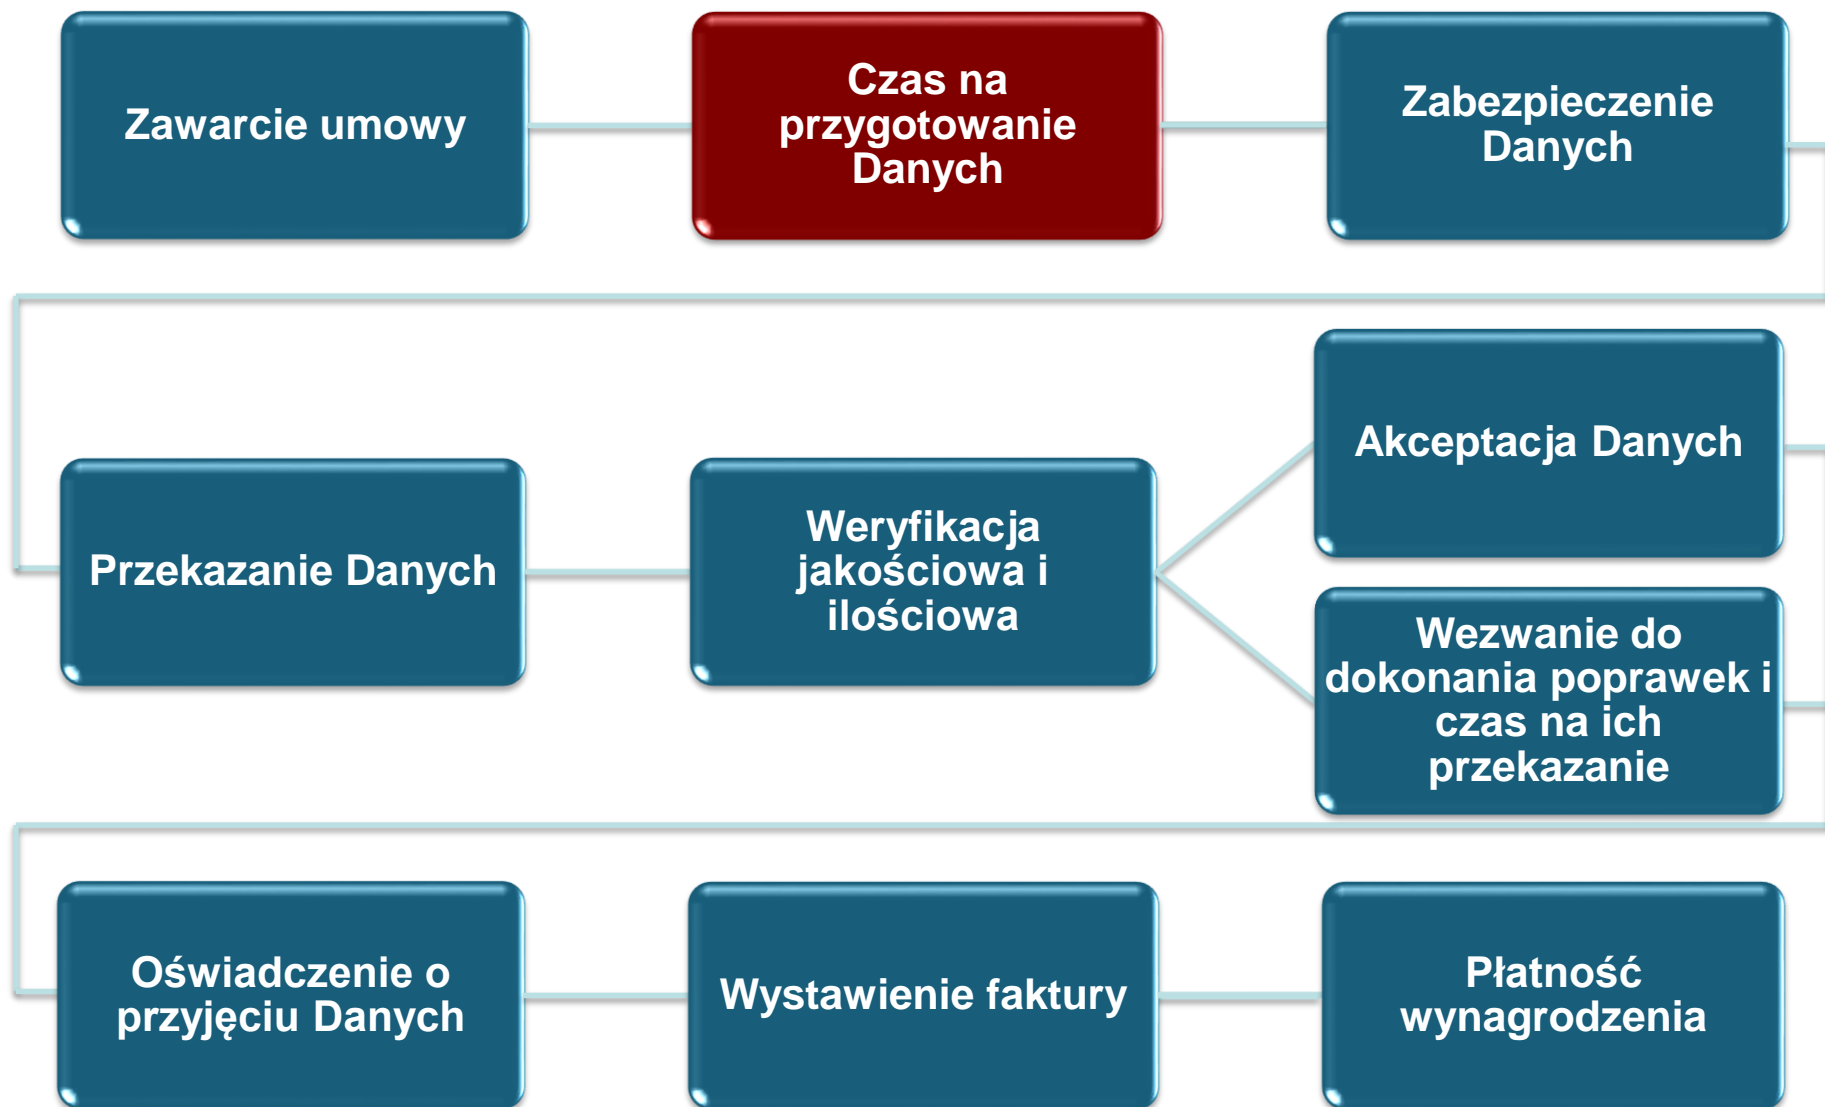 Zawarcie umowy
Czas na
przygotowanie
Danych
Zabezpieczenie
Danych
Przekazanie Danych
Weryfikacja
jakościowa i
ilościowa
Akceptacja Danych
Wezwanie do
dokonania poprawek i
czas na ich
przekazanie
Oświadczenie o
przyjęciu Danych
Wystawienie faktury
Płatność
wynagrodzenia